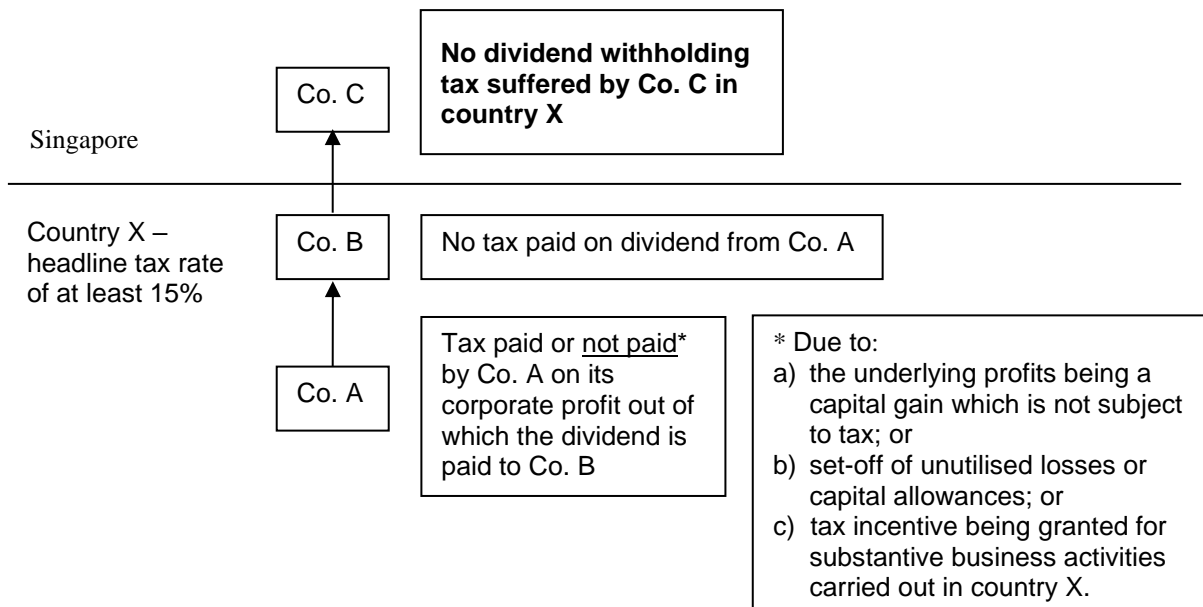 No dividend withholding
tax suffered by Co. C in
country X
Co. C
Singapore
Country X –
headline tax rate
of at least 15%
Co. B
No tax paid on dividend from Co. A
Co. A
Tax paid or not paid*
by Co. A on its
corporate profit out of
which the dividend is
paid to Co. B
* Due to:
a) the underlying profits being a
capital gain which is not subject
to tax; or
b) set-off of unutilised losses or
capital allowances; or
c) tax incentive being granted for
substantive business activities
carried out in country X.